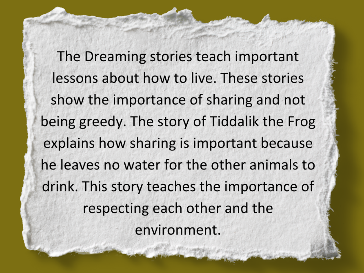 The Dreaming stories teach important
lessons about how to live. These stories
show the importance of sharing and not
being greedy. The story of Tiddalik the Frog
explains how sharing is important because
he leaves no water for the other animals to
drink. This story teaches the importance of
respecting each other and the
environment.